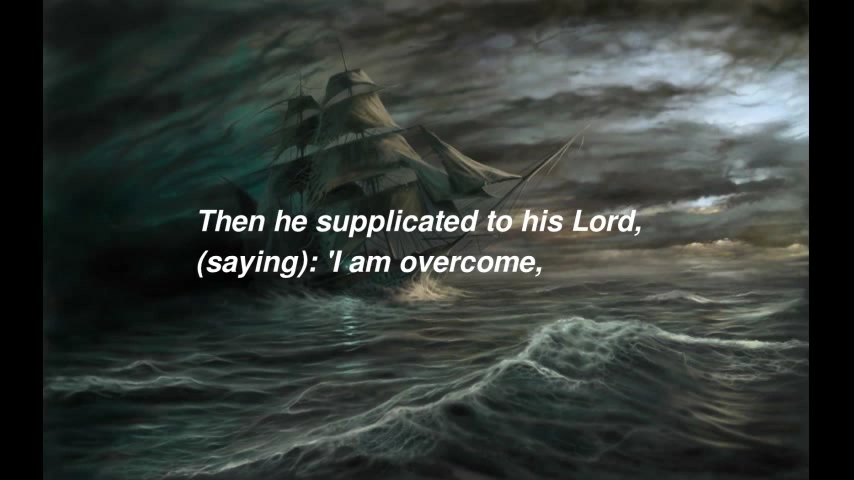 Then he supplicated to his Lord,
(saying): 'I am overcome,